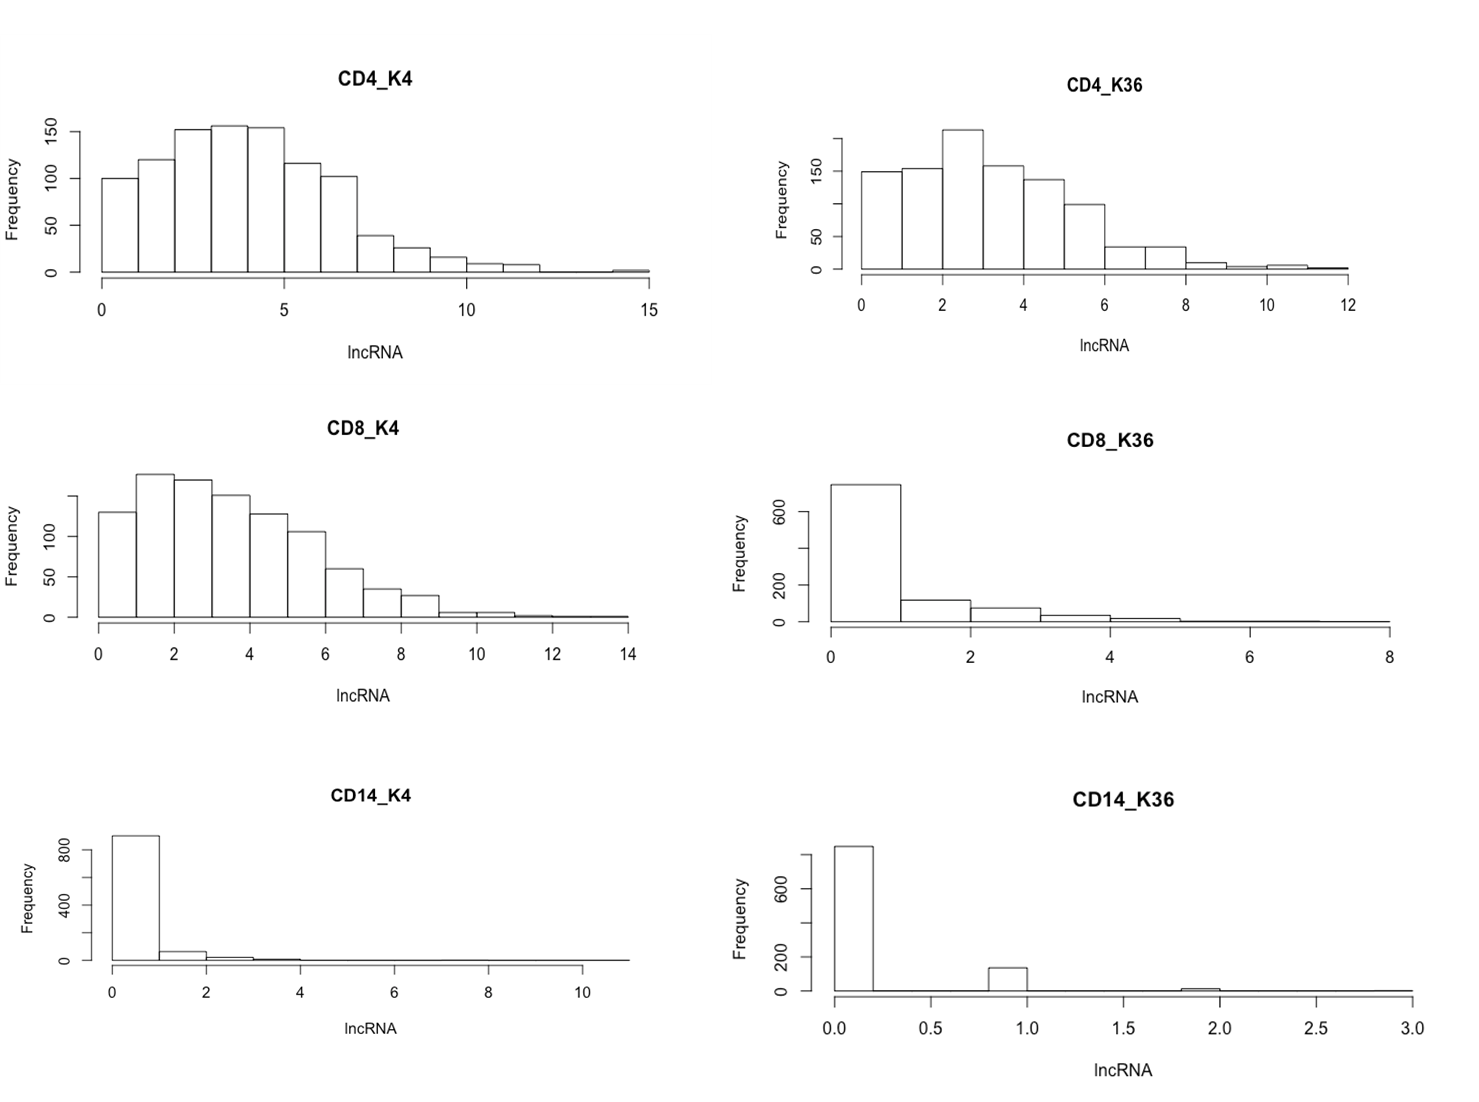 CD4_K4
Frequency
0 50 100 150
0 5 10 15
lncRNA
CD4_K36
Frequency
0 50 150
0 2 4 6 8 10 12
lncRNA
CD8_K4
Frequency
0 50 100
0 2 4 6 8 10 12 14
lncRNA
CD8_K36
Frequency
0 200 600
0 2 4 6 8
lncRNA
CD14_K4
Frequency
0 400 800
0 2 4 6 8 10
lncRNA
CD14_K36
Frequency
0 200 600
0.0 0.5 1.0 1.5 2.0 2.5 3.0
lncRNA